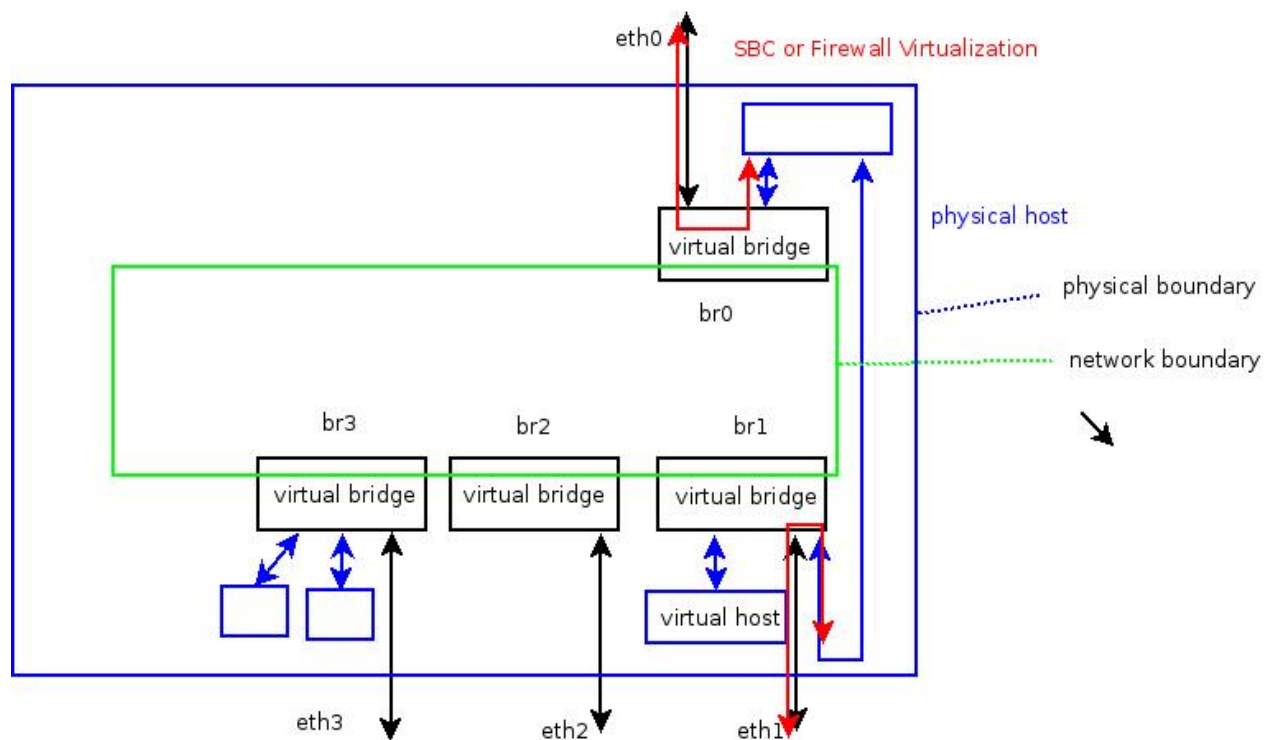 eth0
SBC or Firewall Virtualization
physical host
virtual bridge
physical boundary
br0
network boundary
br3
br2
br1
virtual bridge
virtual bridge
virtual bridge
virtual host
eth3
eth2
eth1